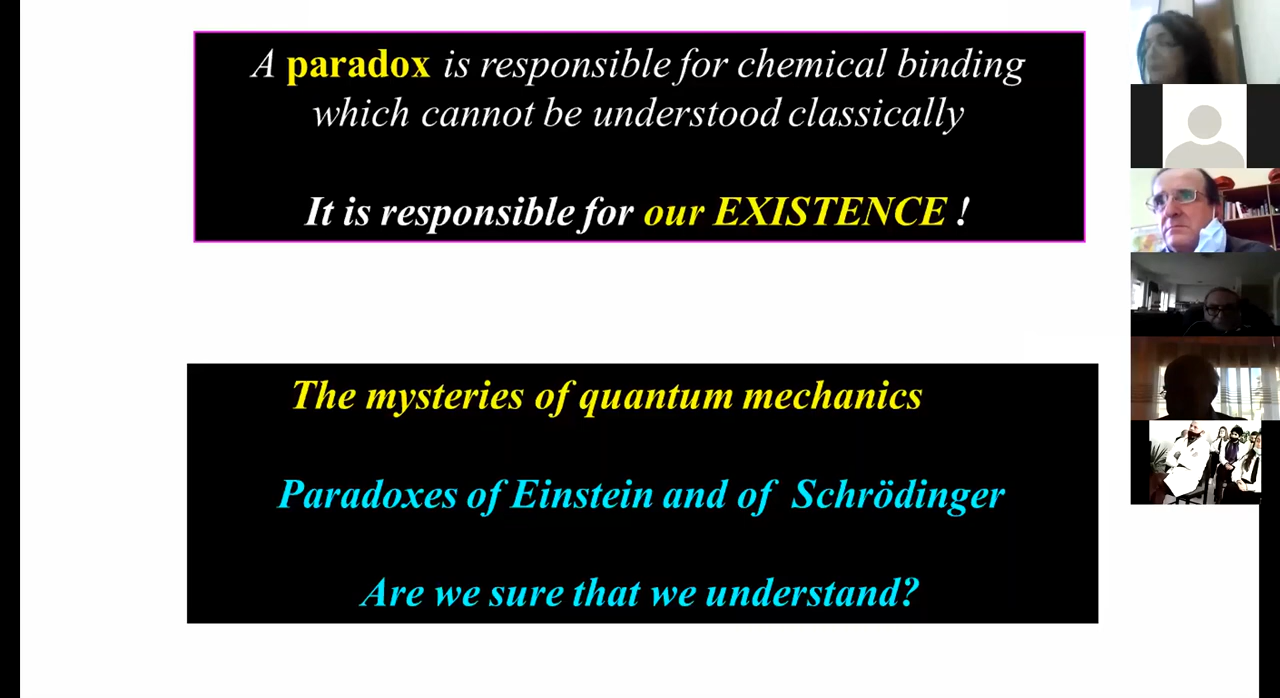 A paradox is responsible for chemical binding
which cannot be understood classically
It is responsible for our EXISTENCE !
The mysteries of quantum mechanics
Paradoxes of Einstein and of Schrödinger
Are we sure that we understand?